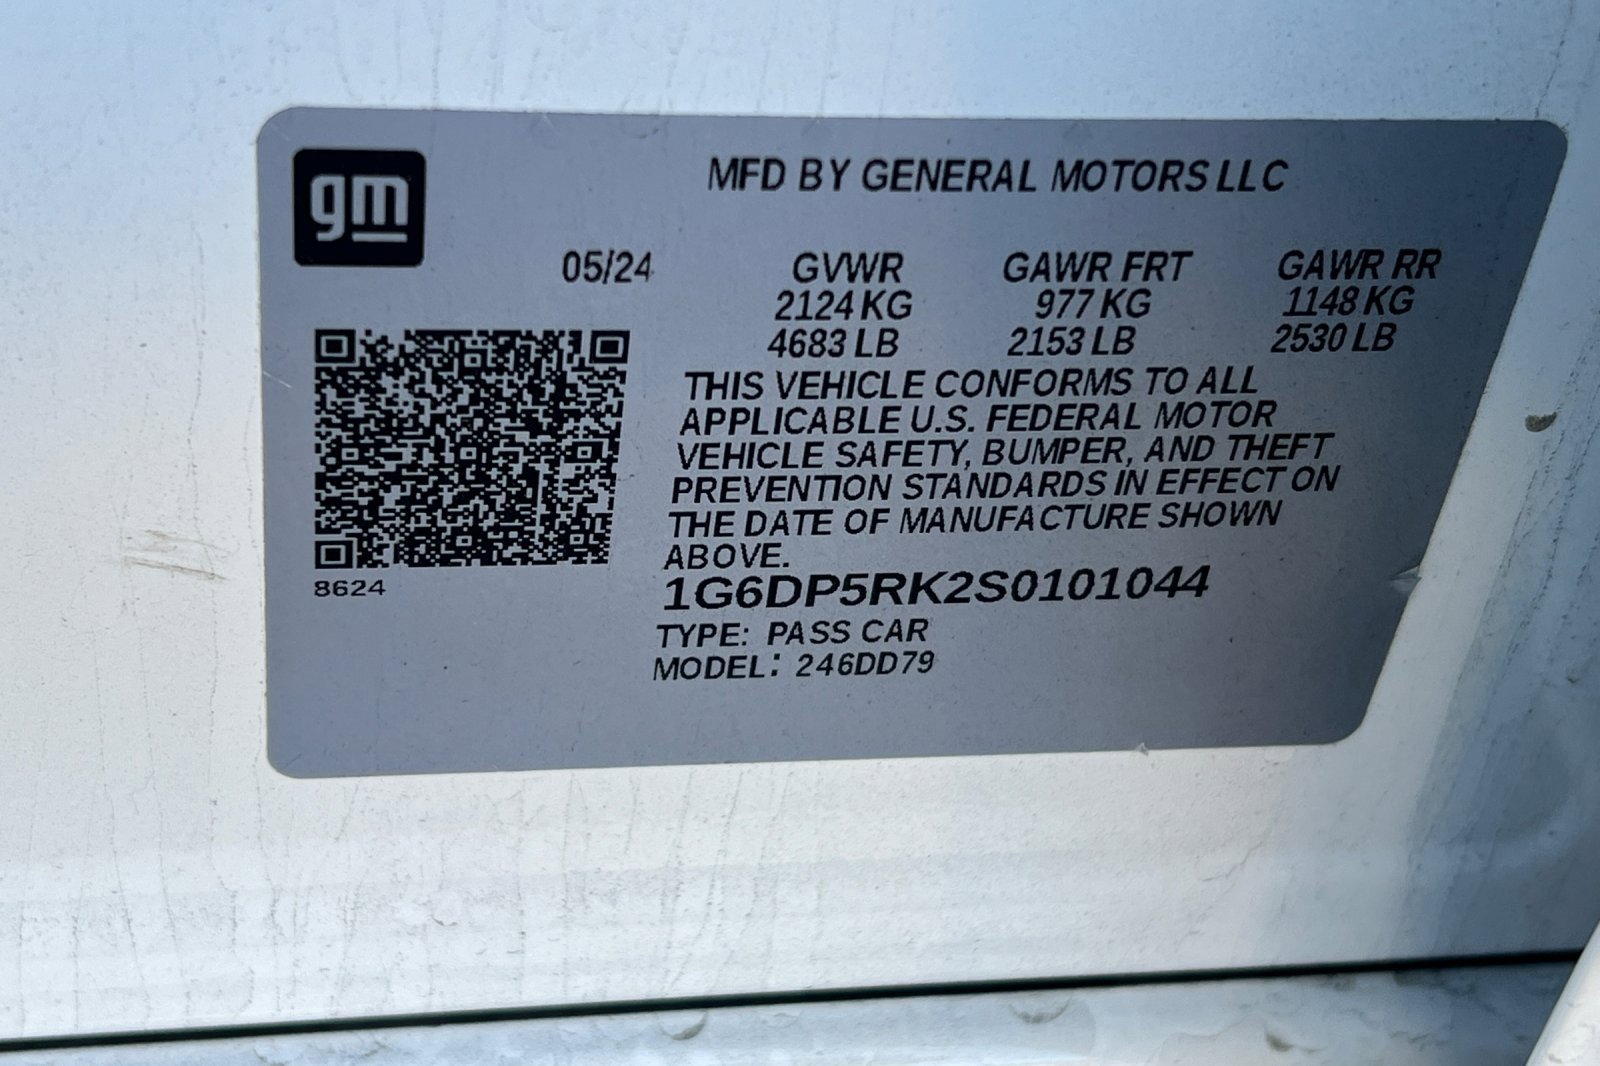 gm
MFD BY GENERAL MOTORS LLC
05/24 GVWR GAWR FRT GAWR RR
2124 KG 977 KG 1148 KG
4683 LB 2153 LB 2530 LB
THIS VEHICLE CONFORMS TO ALL
APPLICABLE U.S. FEDERAL MOTOR
VEHICLE SAFETY, BUMPER, AND THEFT
PREVENTION STANDARDS IN EFFECT ON
THE DATE OF MANUFACTURE SHOWN
ABOVE.
8624
1G6DP5RK2S0101044
TYPE: PASS CAR
MODEL: 246DD79